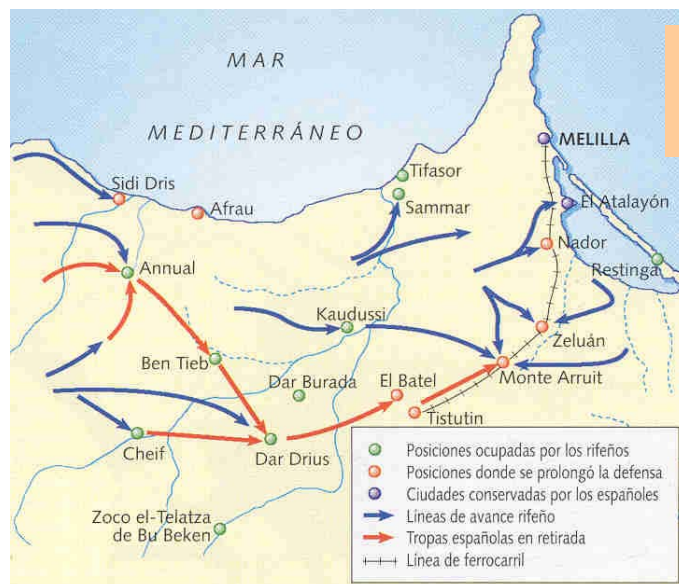 MAR
MEDITERRÁNEO
MELILLA
Tifasor
Sidi Dris
El Atalayón
Sammar
Afrau
Nador
Annual
Restinga
Kaudussi
Zeluán
Ben Tieb
Monte Arruit
Dar Burada
El Batel
Tistutin
Cheif
Dar Drius
Zoco el-Telatza
de Bu Beken
Posiciones ocupadas por los rifeños
Posiciones donde se prolongó la defensa
Ciudades conservadas por los españoles
Líneas de avance rifeño
Tropas españolas en retirada
Línea de ferrocarril